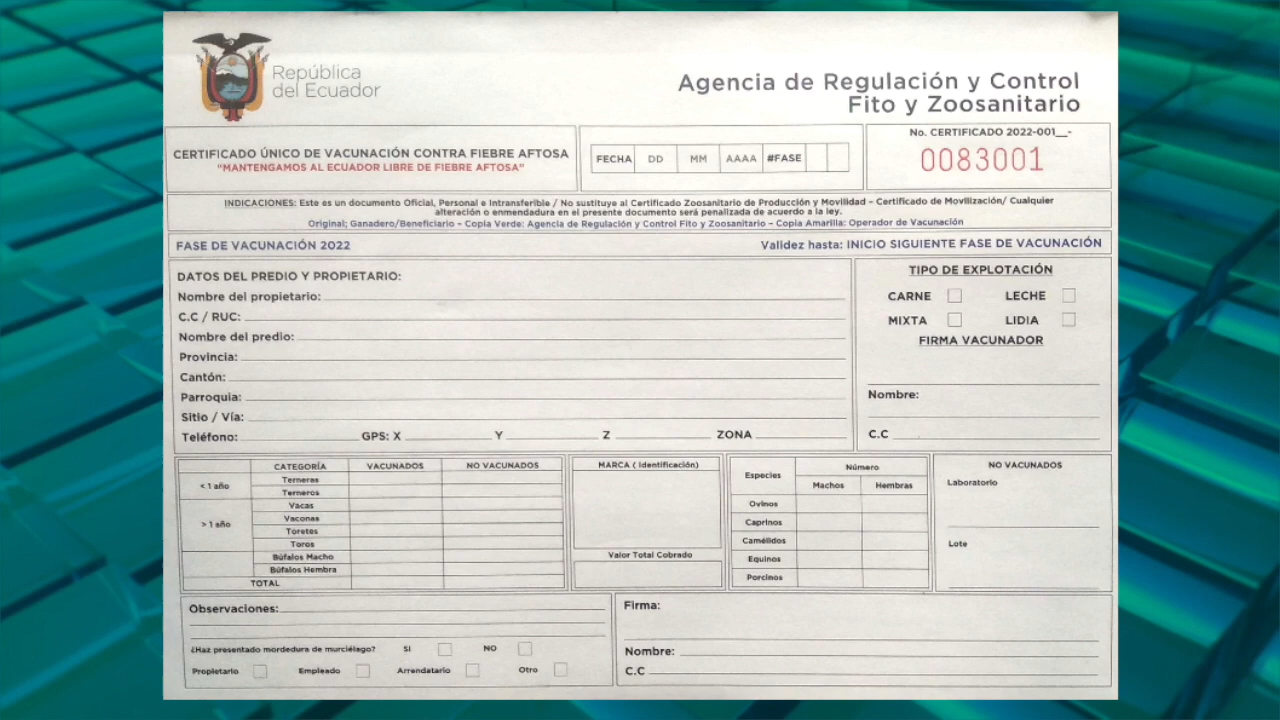 República
del Ecuador
Agencia de Regulación y Control
Fito y Zoosanitario
CERTIFICADO ÚNICO DE VACUNACIÓN CONTRA FIEBRE AFTOSA
"MANTENGAMOS AL ECUADOR LIBRE DE FIEBRE AFTOSA"
FECHA DD MM AAAA #FASE
No. CERTIFICADO 2022-001__-
0083001
INDICACIONES: Este es un documento Oficial, Personal e Intransferible / No sustituye al Certificado Zoosanitario de Producción y Movilidad – Certificado de Movilización/ Cualquier
alteración o enmendadura en el presente documento será penalizada de acuerdo a la ley.
Original; Ganadero/Beneficiario – Copia Verde: Agencia de Regulación y Control Fito y Zoosanitario – Copia Amarilla: Operador de Vacunación
FASE DE VACUNACIÓN 2022 Validez hasta: INICIO SIGUIENTE FASE DE VACUNACIÓN
DATOS DEL PREDIO Y PROPIETARIO:
Nombre del propietario:
C.C / RUC:
Nombre del predio:
Provincia:
Cantón:
Parroquia:
Sitio / Vía:
Teléfono: GPS: X Y Z ZONA
TIPO DE EXPLOTACIÓN
CARNE LECHE
MIXTA LIDIA
FIRMA VACUNADOR
Nombre:
C.C
CATEGORÍA VACUNADOS NO VACUNADOS
< 1 año
Terneras
Terneros
> 1 año
Vacas
Vaconas
Toretes
Toros
Búfalos Macho
Búfalos Hembra
TOTAL
MARCA ( Identificación)
Valor Total Cobrado
Especies Número
Machos Hembras
Ovinos
Caprinos
Camélidos
Equinos
Porcinos
NO VACUNADOS
Laboratorio
Lote
Observaciones:
¿Haz presentado mordedura de murciélago? SI NO
Propietario Empleado Arrendatario Otro
Firma:
Nombre:
C.C